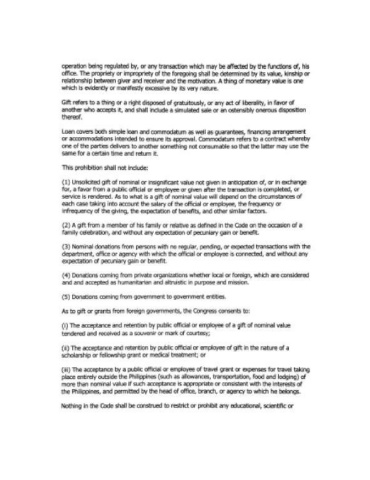 operation being regulated by, or any transaction which may be affected by the functions of, his
office. The propriety or impropriety of the foregoing shall be determined by its value, kinship or
relationship between giver and receiver and the motivation. A thing of monetary value is one
which is evidently or manifestly excessive by its very nature.
Gift refers to a thing or a right disposed of gratuitously, or any act of liberality, in favor of
another who accepts it, and shall include a simulated sale or an ostensibly onerous disposition
thereof.
Loan covers both simple loan and commodatum as well as guarantees, financing arrangement
or accommodations intended to ensure its approval. Commodatum refers to a contract whereby
one of the parties delivers to another something not consumable so that the latter may use the
same for a certain time and return it.
This prohibition shall not include:
(1) Unsolicited gift of nominal or insignificant value not given in anticipation of, or in exchange
for, a favor from a public official or employee or given after the transaction is completed, or
service is rendered. As to what is a gift of nominal value will depend on the circumstances of
each case taking into account the salary of the official or employee, the frequency or
infrequency of the giving, the expectation of benefits, and other similar factors.
(2) A gift from a member of his family or relative as defined in the Code on the occasion of a
family celebration, and without any expectation of pecuniary gain or benefit.
(3) Nominal donations from persons with no regular, pending, or expected transactions with the
department, office or agency with which the official or employee is connected, and without any
expectation of pecuniary gain or benefit.
(4) Donations coming from private organizations whether local or foreign, which are considered
and and accepted as humanitarian and altruistic in purpose and mission.
(5) Donations coming from government to government entities.
As to gift or grants from foreign governments, the Congress consents to:
(i) The acceptance and retention by public official or employee of a gift of nominal value
tendered and received as a souvenir or mark of courtesy;
(ii) The acceptance and retention by public official or employee of gift in the nature of a
scholarship or fellowship grant or medical treatment; or
(iii) The acceptance by a public official or employee of travel grant or expenses for travel taking
place entirely outside the Philippines (such as allowances, transportation, food and lodging) of
more than nominal value if such acceptance is appropriate or consistent with the interests of
the Philippines, and permitted by the head of office, branch, or agency to which he belongs.
Nothing in the Code shall be construed to restrict or prohibit any educational, scientific or